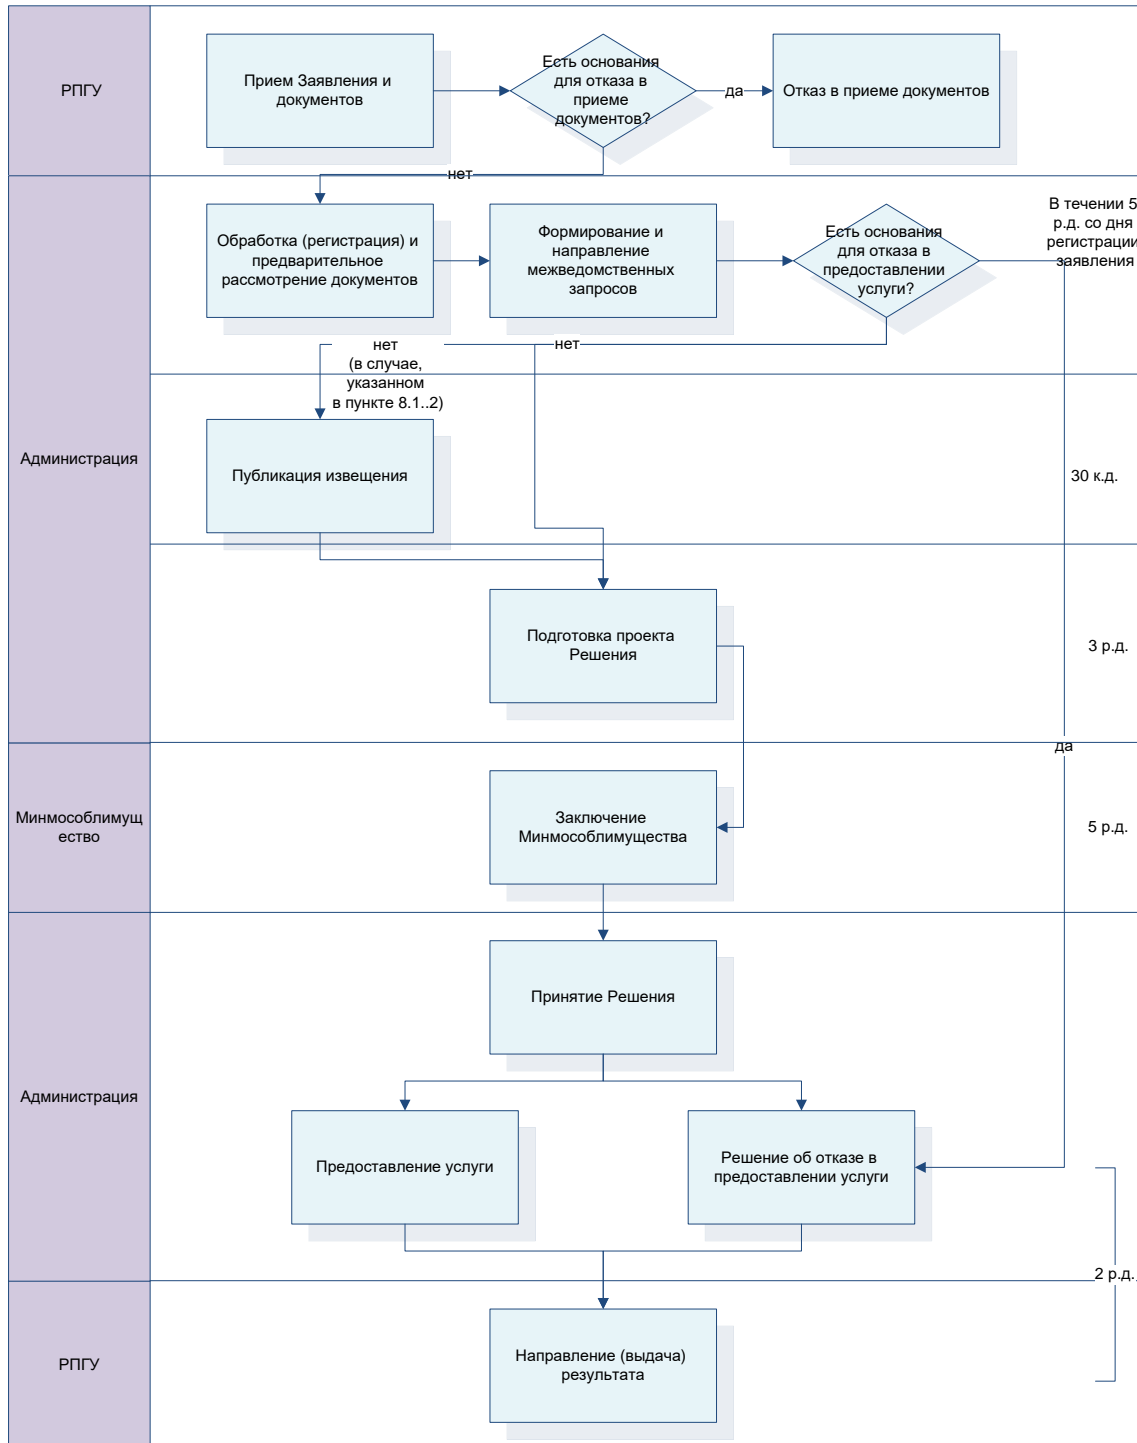 РПГУ
Прием Заявления и
документов
Есть основания
для отказа в
приеме
документов?
да
Отказ в приеме документов
нет
Администрация
Обработка (регистрация) и
предварительное
рассмотрение документов
Формирование и
направление
межведомственных
запросов
Есть основания
для отказа в
предоставлении
услуги?
В течении 5
р.д. со дня
регистрации
заявления
нет
(в случае,
указанном
в пункте 8.1..2)
нет
Публикация извещения
30 к.д.
Подготовка проекта
Решения
3 р.д.
да
Минмособлимущ
ество
Заключение
Минмособлимущества
5 р.д.
Администрация
Принятие Решения
Предоставление услуги
Решение об отказе в
предоставлении услуги
2 р.д.
РПГУ
Направление (выдача)
результата